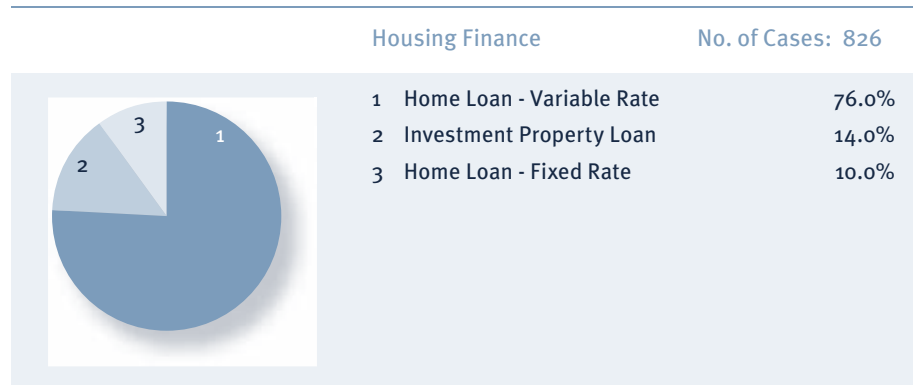 Housing Finance No. of Cases: 826
1 Home Loan - Variable Rate 76.0%
2 Investment Property Loan 14.0%
3 Home Loan - Fixed Rate 10.0%
3
1
2